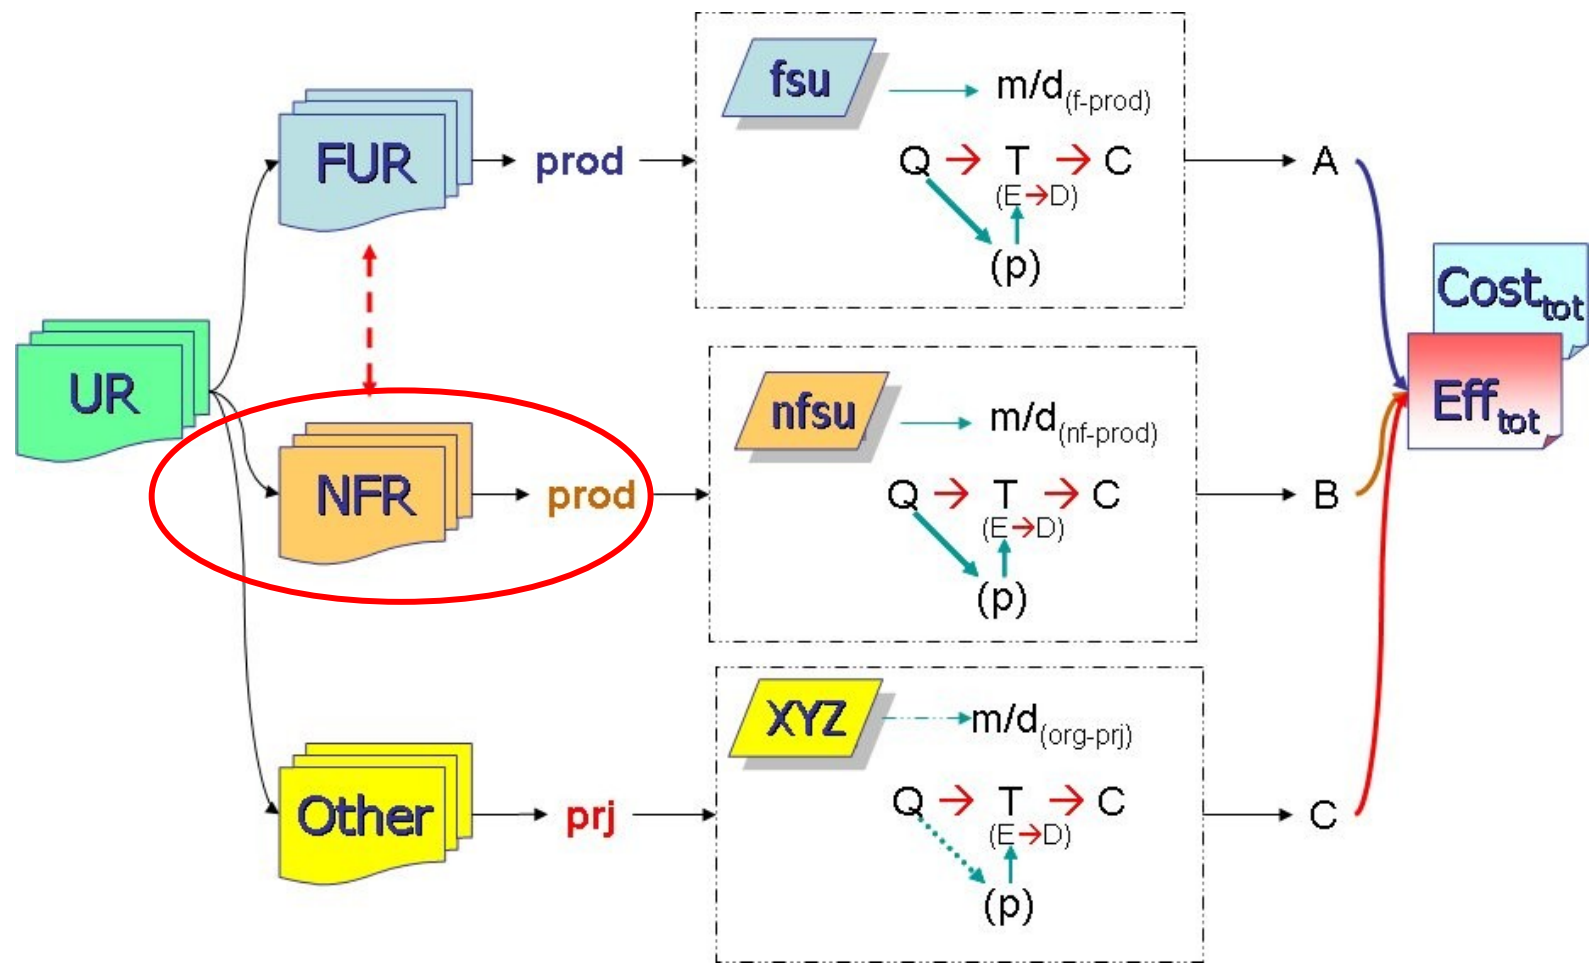 UR
FUR
prod
fsu
m/d(f-prod)
Q → T → C
(E→D)
(p)
A
NFR
prod
nfsu
m/d(nf-prod)
Q → T → C
(E→D)
(p)
B
Other
prj
XYZ
m/d(org-prj)
Q → T → C
(E→D)
(p)
C
Costtot
Efftot